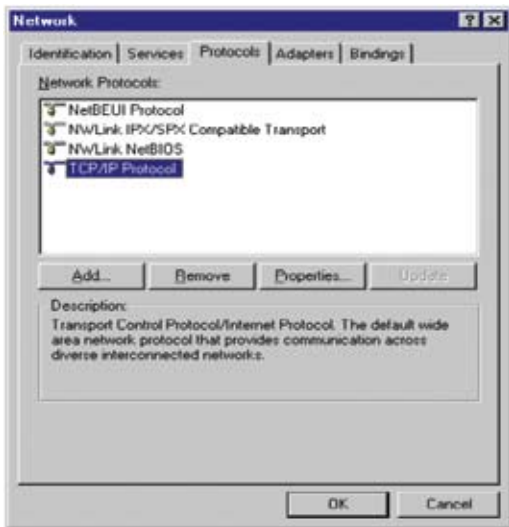 Network
Identification Services Protocols Adapters Bindings
Network Protocols:
NetBEUI Protocol
NWLink IPX/SPX Compatible Transport
NWLink NetBIOS
TCP/IP Protocol
Add... Remove Properties... Update
Description:
Transport Control Protocol/Internet Protocol. The default wide
area network protocol that provides communication across
diverse interconnected networks.
OK Cancel